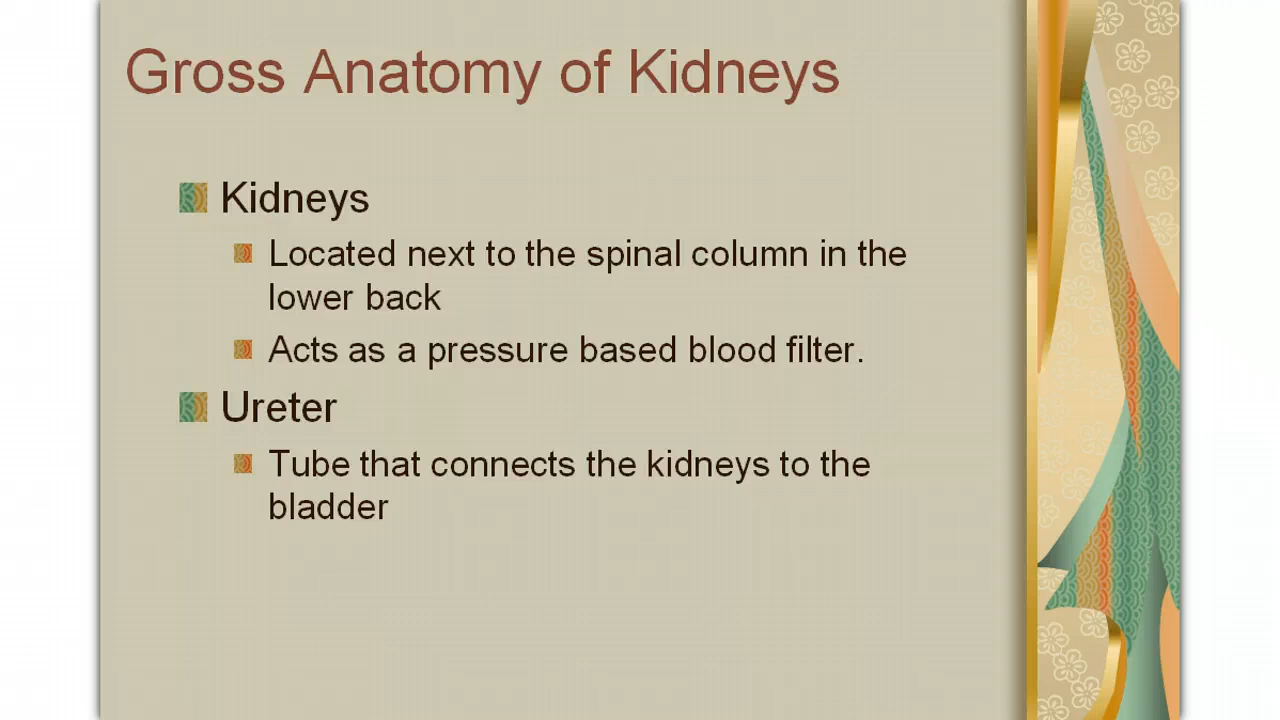 Gross Anatomy of Kidneys
Kidneys
Located next to the spinal column in the
lower back
Acts as a pressure based blood filter.
Ureter
Tube that connects the kidneys to the
bladder